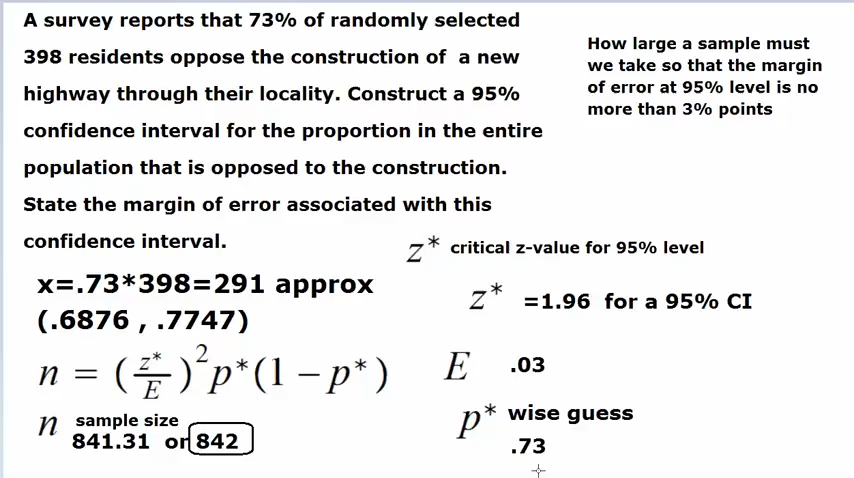 A survey reports that 73% of randomly selected
398 residents oppose the construction of a new
highway through their locality. Construct a 95%
confidence interval for the proportion in the entire
population that is opposed to the construction.
State the margin of error associated with this
confidence interval.
How large a sample must
we take so that the margin
of error at 95% level is no
more than 3% points
z* critical z-value for 95% level
x=.73*398=291 approx
(.6876 , .7747)
z* =1.96 for a 95% CI
n = (z*/E)²p*(1 − p*)
E .03
n sample size
841.31 or 842
p* wise guess
.73